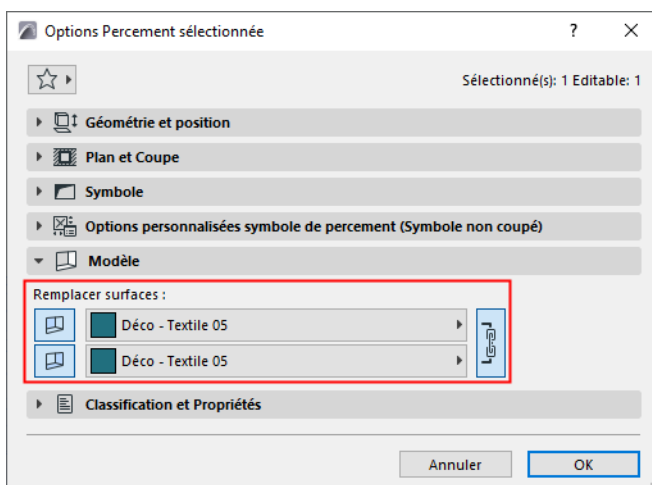 Options Percement sélectionnée
Sélectionné(s): 1 Editable: 1
Géométrie et position
Plan et Coupe
Symbole
Options personnalisées symbole de percement (Symbole non coupé)
Modèle
Remplacer surfaces :
Déco - Textile 05
Déco - Textile 05
Classification et Propriétés
Annuler OK